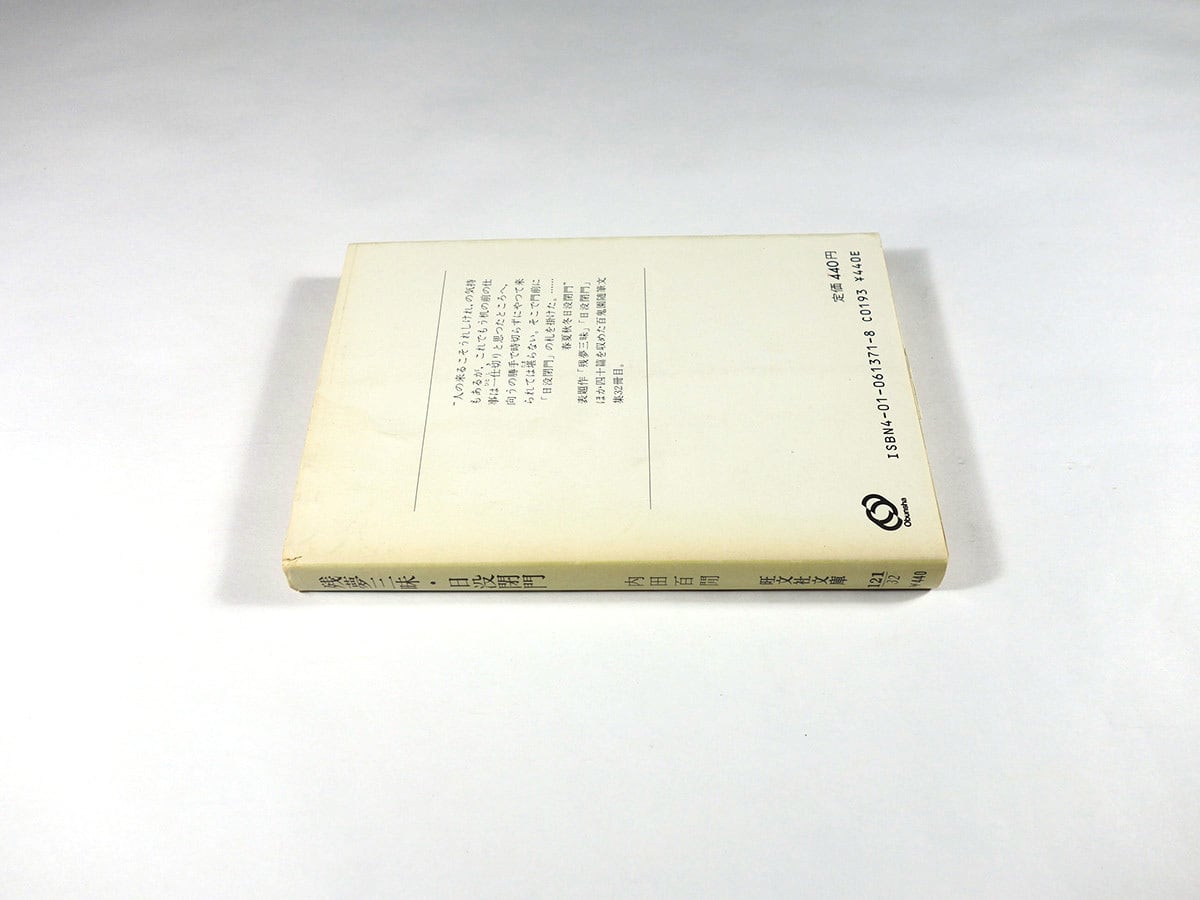 "人の来るこそうれしけれ、の気持
もあるが、これでもう机の前の仕
事は一仕切りと思つたところへ、
向うの勝手で時切らずにやつて来
られては堪らない。そこで門前に
「日没閉門」の札を掛けた。……
春夏秋冬日没閉門"
表題作「残夢三昧」「日没閉門」
ほか四十篇を収めた百鬼園随筆文
集32冊目。
定価 440円
ISBN4-01-061371-8 C0193 ¥440E
Obunsha
残夢三昧・日没閉門
内田百閒
旺文社文庫
121
32
¥440